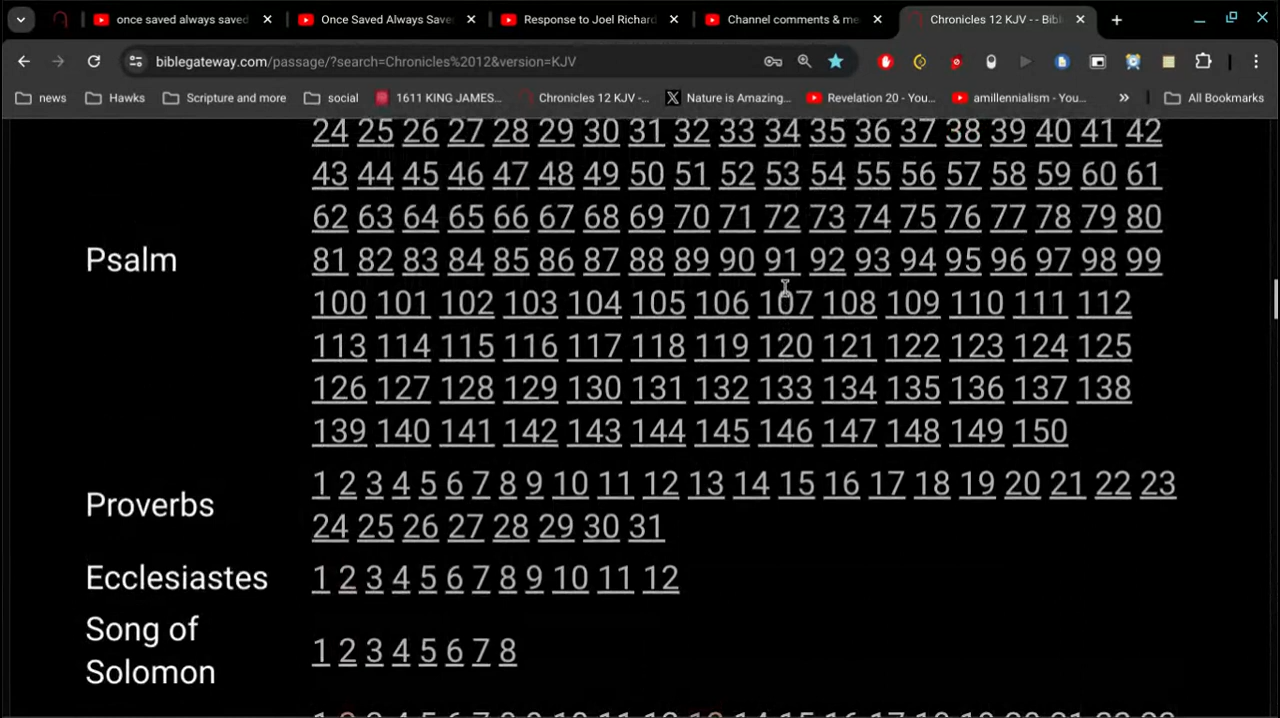 once saved always saved
Once Saved Always Save
Response to Joel Richard
Channel comments & me
Chronicles 12 KJV - - Bib
biblegateway.com/passage/?search=Chronicles%2012&version=KJV
news
Hawks
Scripture and more
social
1611 KING JAMES...
Chronicles 12 KJV -...
Nature is Amazing...
Revelation 20 - You...
amillennialism - You...
All Bookmarks
24 25 26 27 28 29 30 31 32 33 34 35 36 37 38 39 40 41 42
43 44 45 46 47 48 49 50 51 52 53 54 55 56 57 58 59 60 61
62 63 64 65 66 67 68 69 70 71 72 73 74 75 76 77 78 79 80
Psalm
81 82 83 84 85 86 87 88 89 90 91 92 93 94 95 96 97 98 99
100 101 102 103 104 105 106 107 108 109 110 111 112
113 114 115 116 117 118 119 120 121 122 123 124 125
126 127 128 129 130 131 132 133 134 135 136 137 138
139 140 141 142 143 144 145 146 147 148 149 150
Proverbs
1 2 3 4 5 6 7 8 9 10 11 12 13 14 15 16 17 18 19 20 21 22 23
24 25 26 27 28 29 30 31
Ecclesiastes
1 2 3 4 5 6 7 8 9 10 11 12
Song of
Solomon
1 2 3 4 5 6 7 8